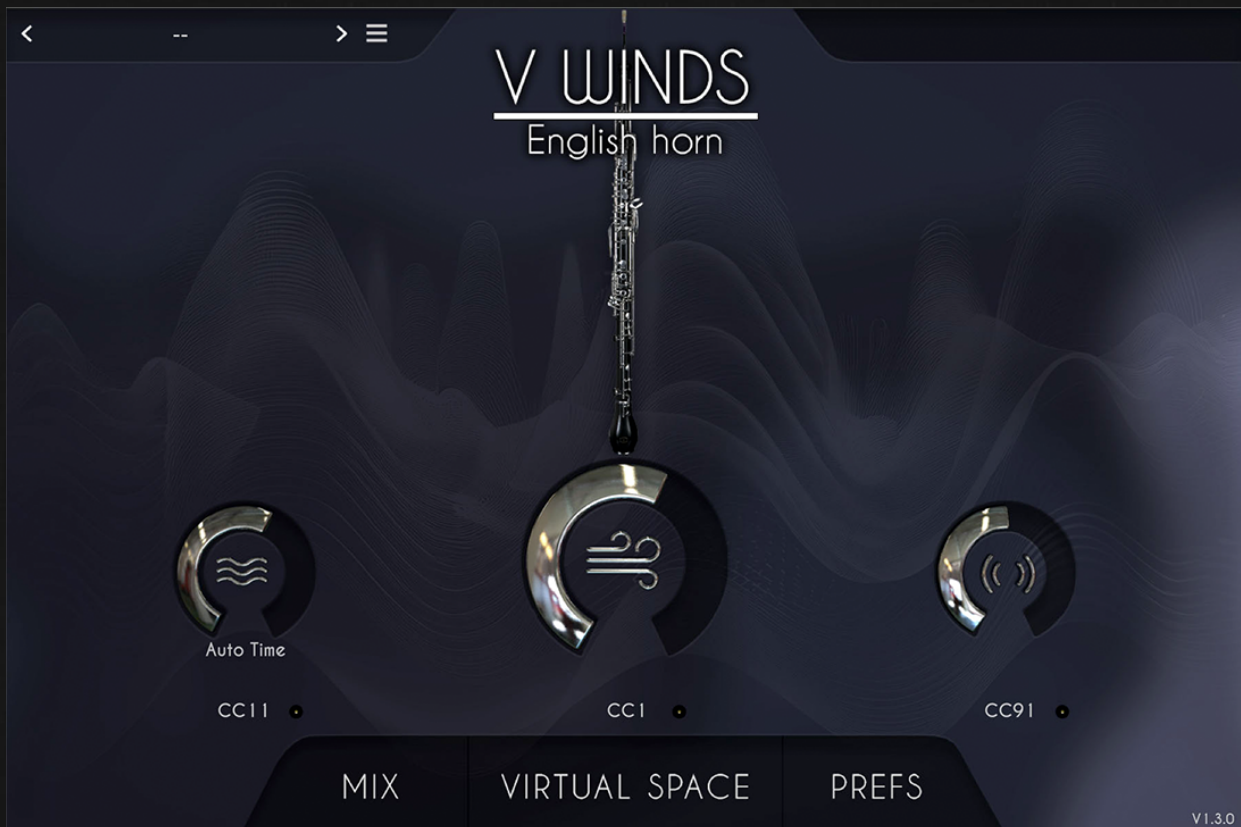 --
V WINDS
English horn
Auto Time
CC11
CC1
CC91
MIX
VIRTUAL SPACE
PREFS
V1.3.0